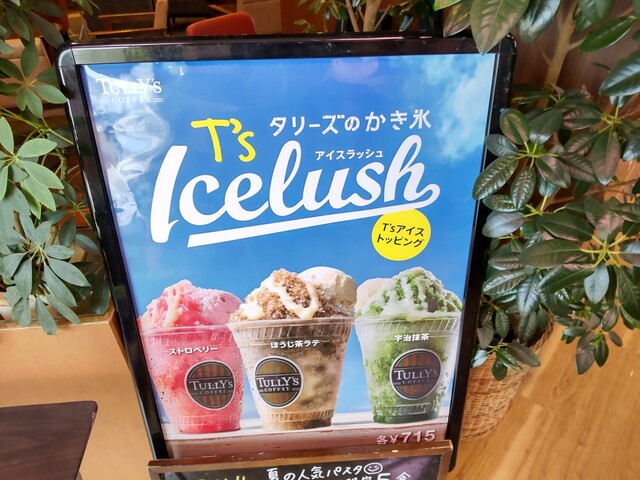 TULLY'S
COFFEE
T's タリーズのかき氷
アイスラッシュ
Icelush
T'sアイス
トッピング
ストロベリー
ほうじ茶ラテ
宇治抹茶
TULLY'S
COFFEE
TULLY'S
COFFEE
TULLY'S
COFFEE
各¥715
夏の人気パスタ
5食